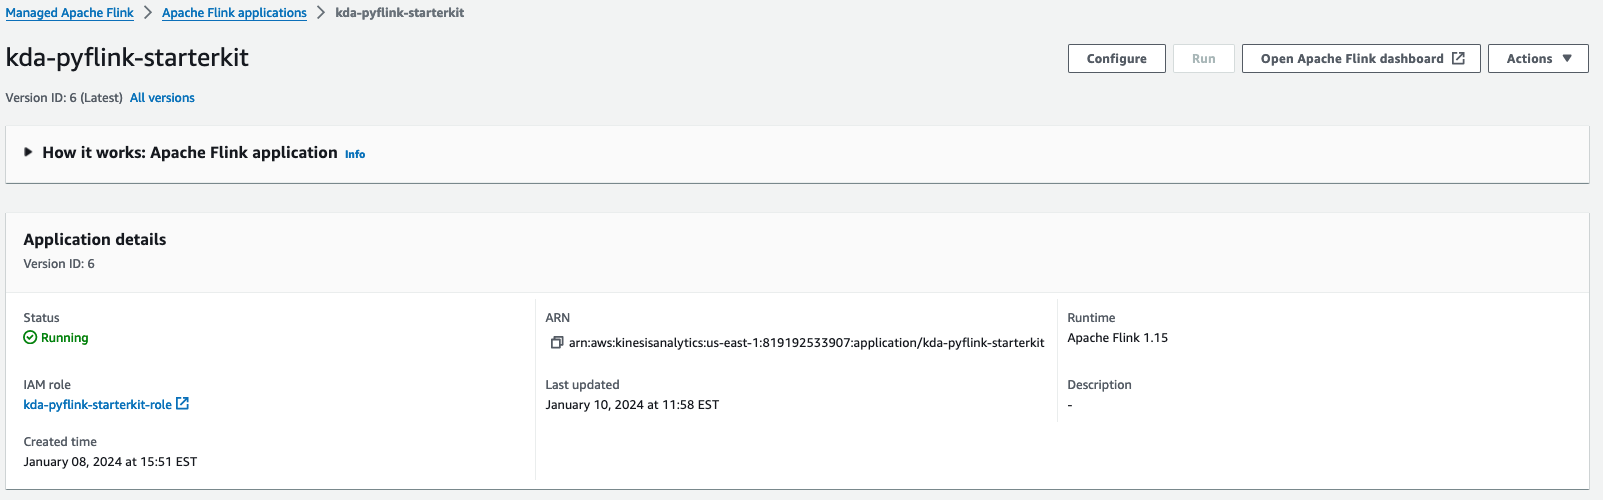 Managed Apache Flink > Apache Flink applications > kda-pyflink-starterkit
kda-pyflink-starterkit
Configure Run Open Apache Flink dashboard Actions
Version ID: 6 (Latest) All versions
How it works: Apache Flink application Info
Application details
Version ID: 6
Status
Running
ARN
arn:aws:kinesisanalytics:us-east-1:819192533907:application/kda-pyflink-starterkit
Runtime
Apache Flink 1.15
IAM role
kda-pyflink-starterkit-role
Last updated
January 10, 2024 at 11:58 EST
Description
-
Created time
January 08, 2024 at 15:51 EST